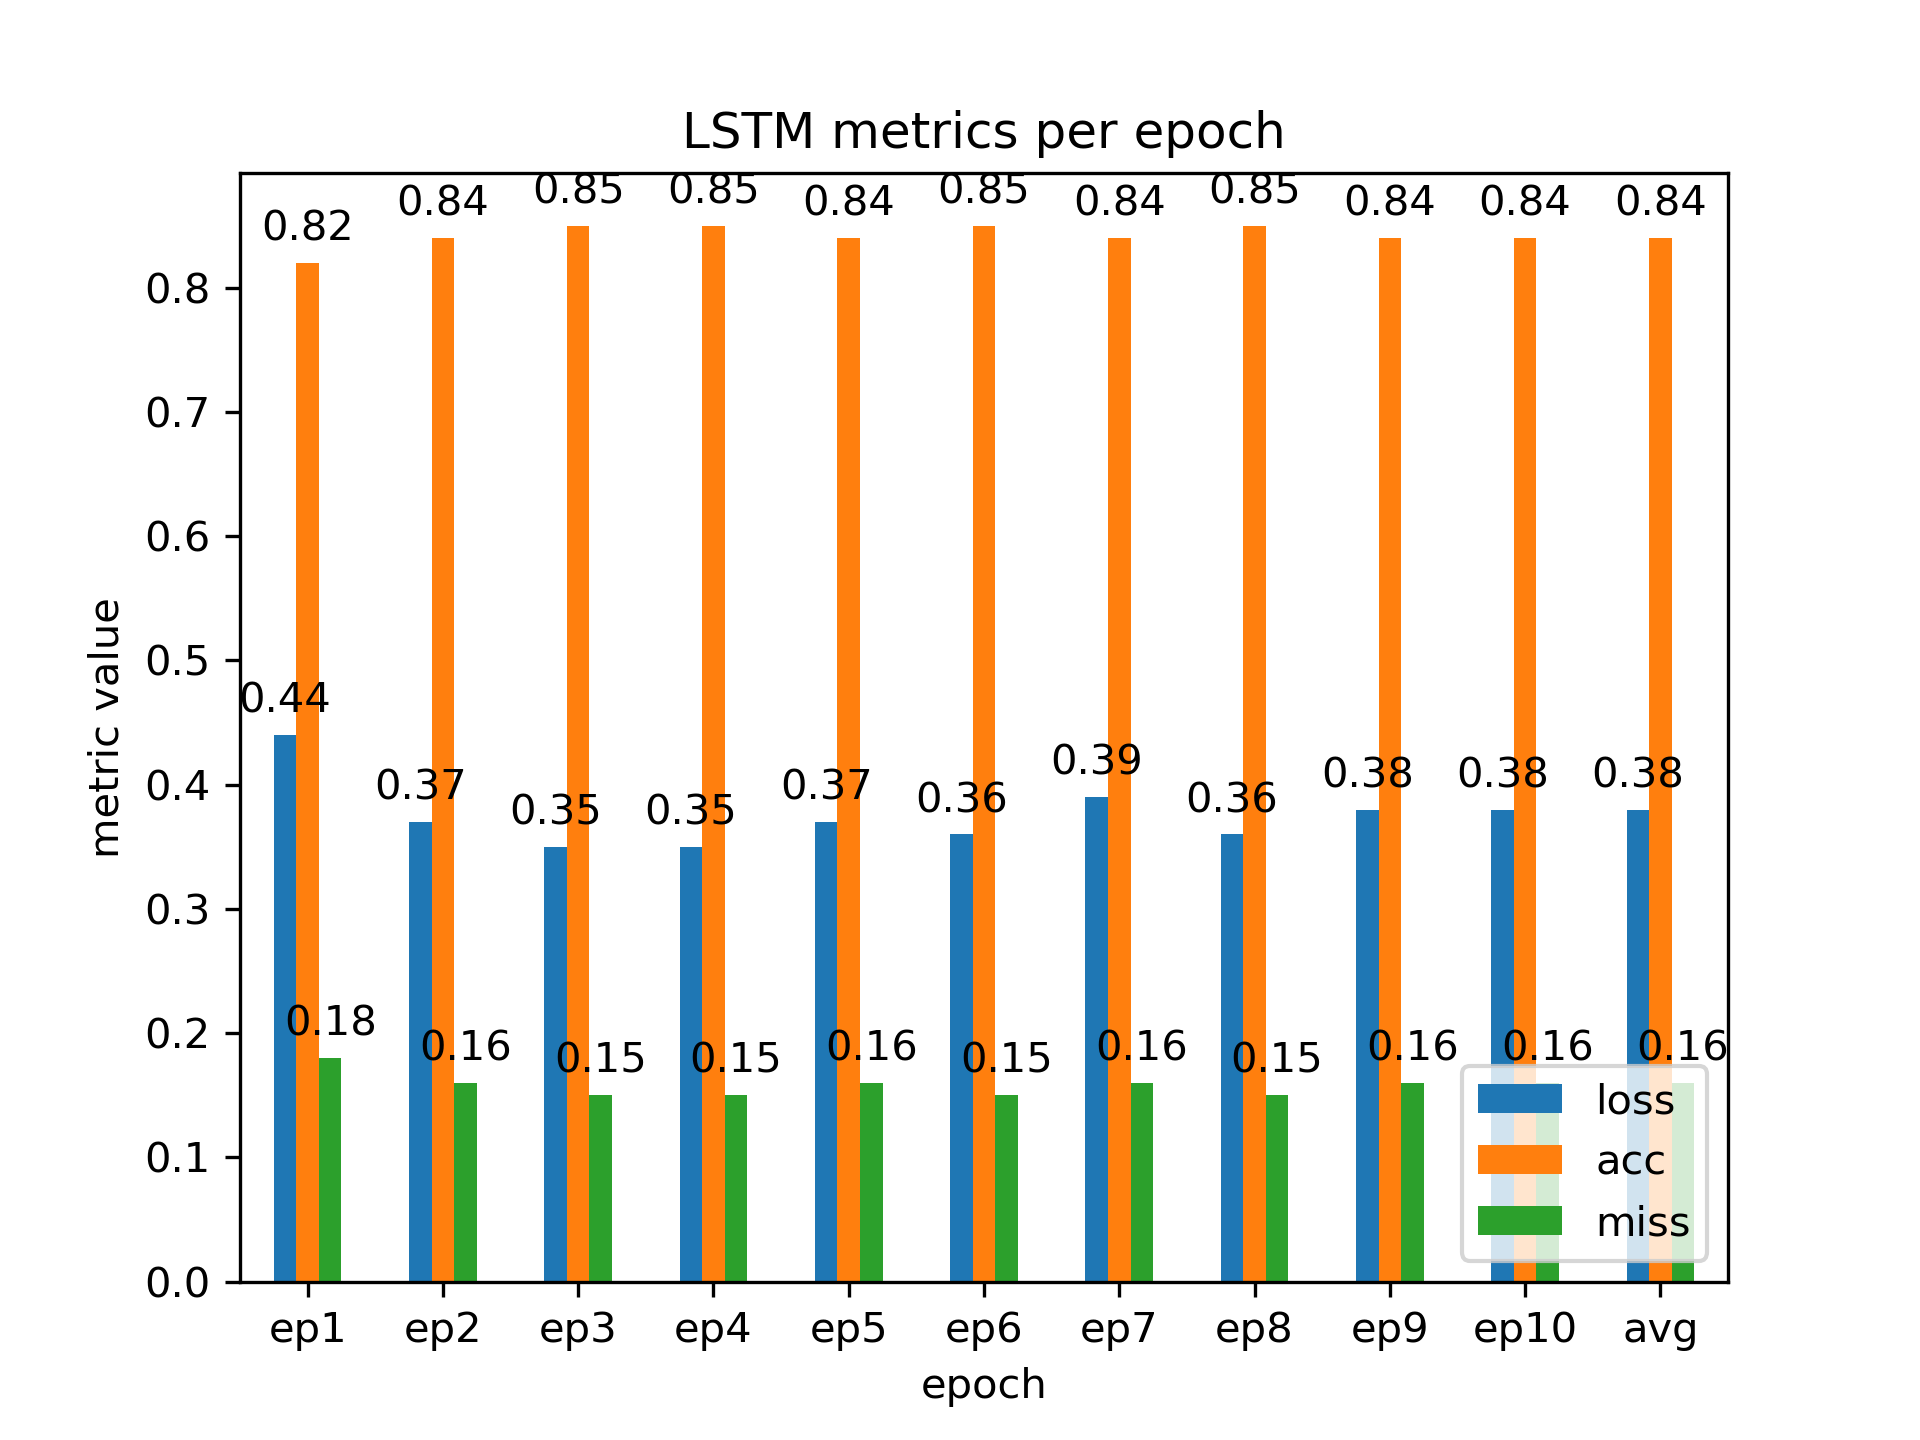 LSTM metrics per epoch
0.82 0.84 0.85 0.85 0.84 0.85 0.84 0.85 0.84 0.84 0.84
0.44 0.37 0.35 0.35 0.37 0.36 0.39 0.36 0.38 0.38 0.38
0.18 0.16 0.15 0.15 0.16 0.15 0.16 0.15 0.16 0.16 0.16
0.8
0.7
0.6
0.5
0.4
0.3
0.2
0.1
0.0
metric value
loss
acc
miss
ep1 ep2 ep3 ep4 ep5 ep6 ep7 ep8 ep9 ep10 avg
epoch